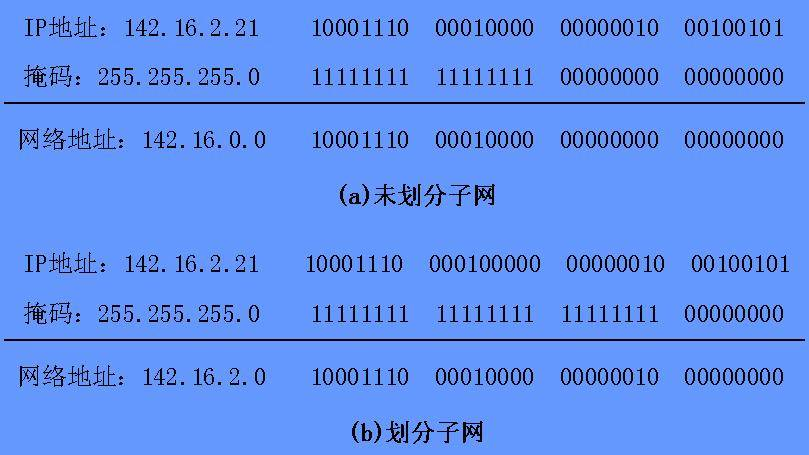 IP地址：142.16.2.21 10001110 00010000 00000010 00100101
掩码：255.255.255.0 11111111 11111111 00000000 00000000
网络地址：142.16.0.0 10001110 00010000 00000000 00000000
(a)未划分子网
IP地址：142.16.2.21 10001110 000100000 00000010 00100101
掩码：255.255.255.0 11111111 11111111 11111111 00000000
网络地址：142.16.2.0 10001110 00010000 00000010 00000000
(b)划分子网